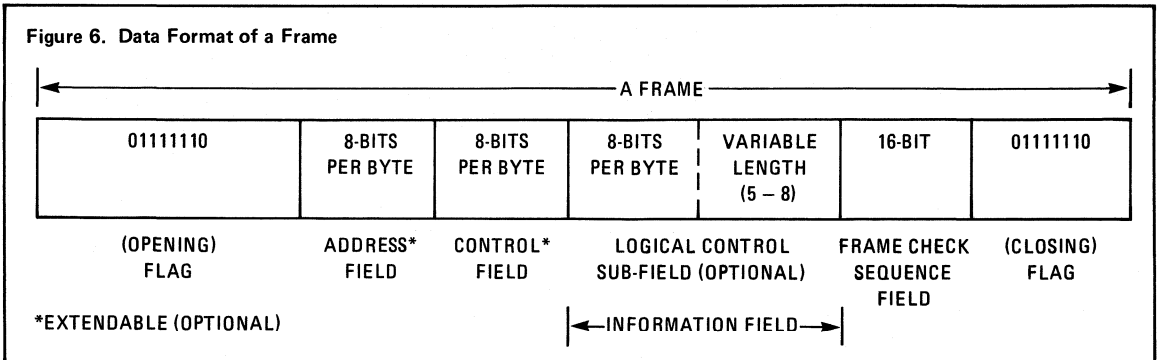 Figure 6. Data Format of a Frame
A FRAME
01111110
8-BITS
PER BYTE
8-BITS
PER BYTE
8-BITS
PER BYTE
VARIABLE
LENGTH
(5 – 8)
16-BIT
01111110
(OPENING)
FLAG
ADDRESS*
FIELD
CONTROL*
FIELD
LOGICAL CONTROL
SUB-FIELD (OPTIONAL)
FRAME CHECK
SEQUENCE
FIELD
(CLOSING)
FLAG
*EXTENDABLE (OPTIONAL)
INFORMATION FIELD